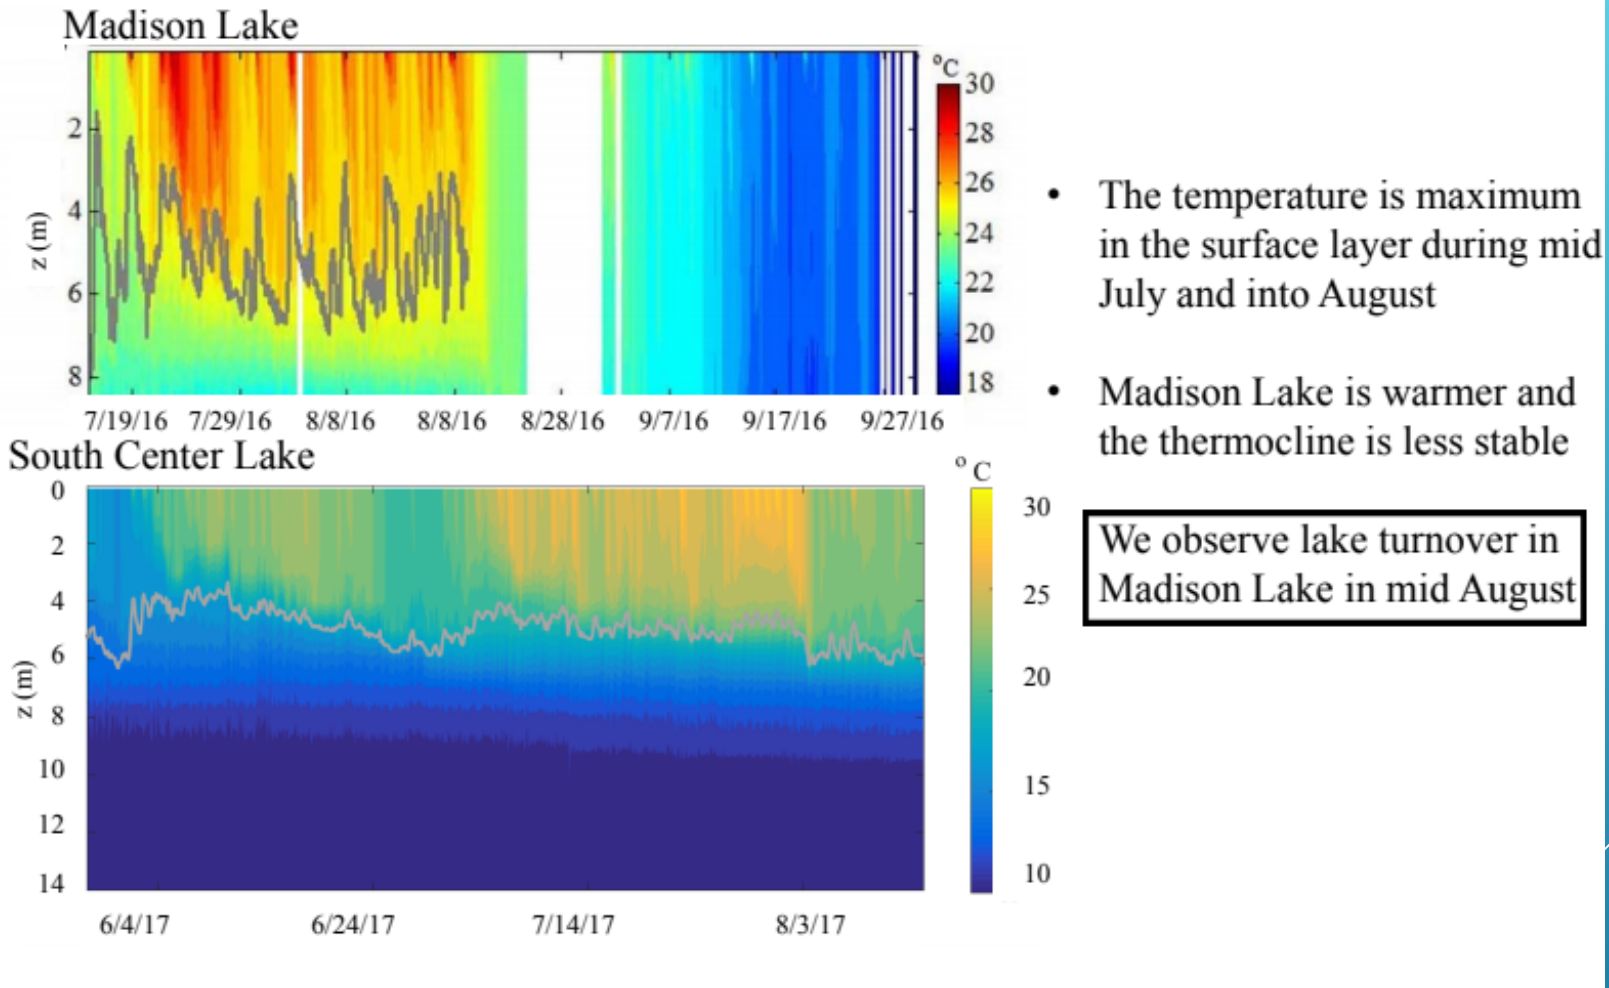 Madison Lake
°C
30
28
26
24
22
20
18
2
4
6
8
z (m)
7/19/16 7/29/16 8/8/16 8/8/16 8/28/16 9/7/16 9/17/16 9/27/16
South Center Lake
° C
30
25
20
15
10
0
2
4
6
8
10
12
14
z (m)
6/4/17 6/24/17 7/14/17 8/3/17
• The temperature is maximum
in the surface layer during mid
July and into August
• Madison Lake is warmer and
the thermocline is less stable
We observe lake turnover in
Madison Lake in mid August